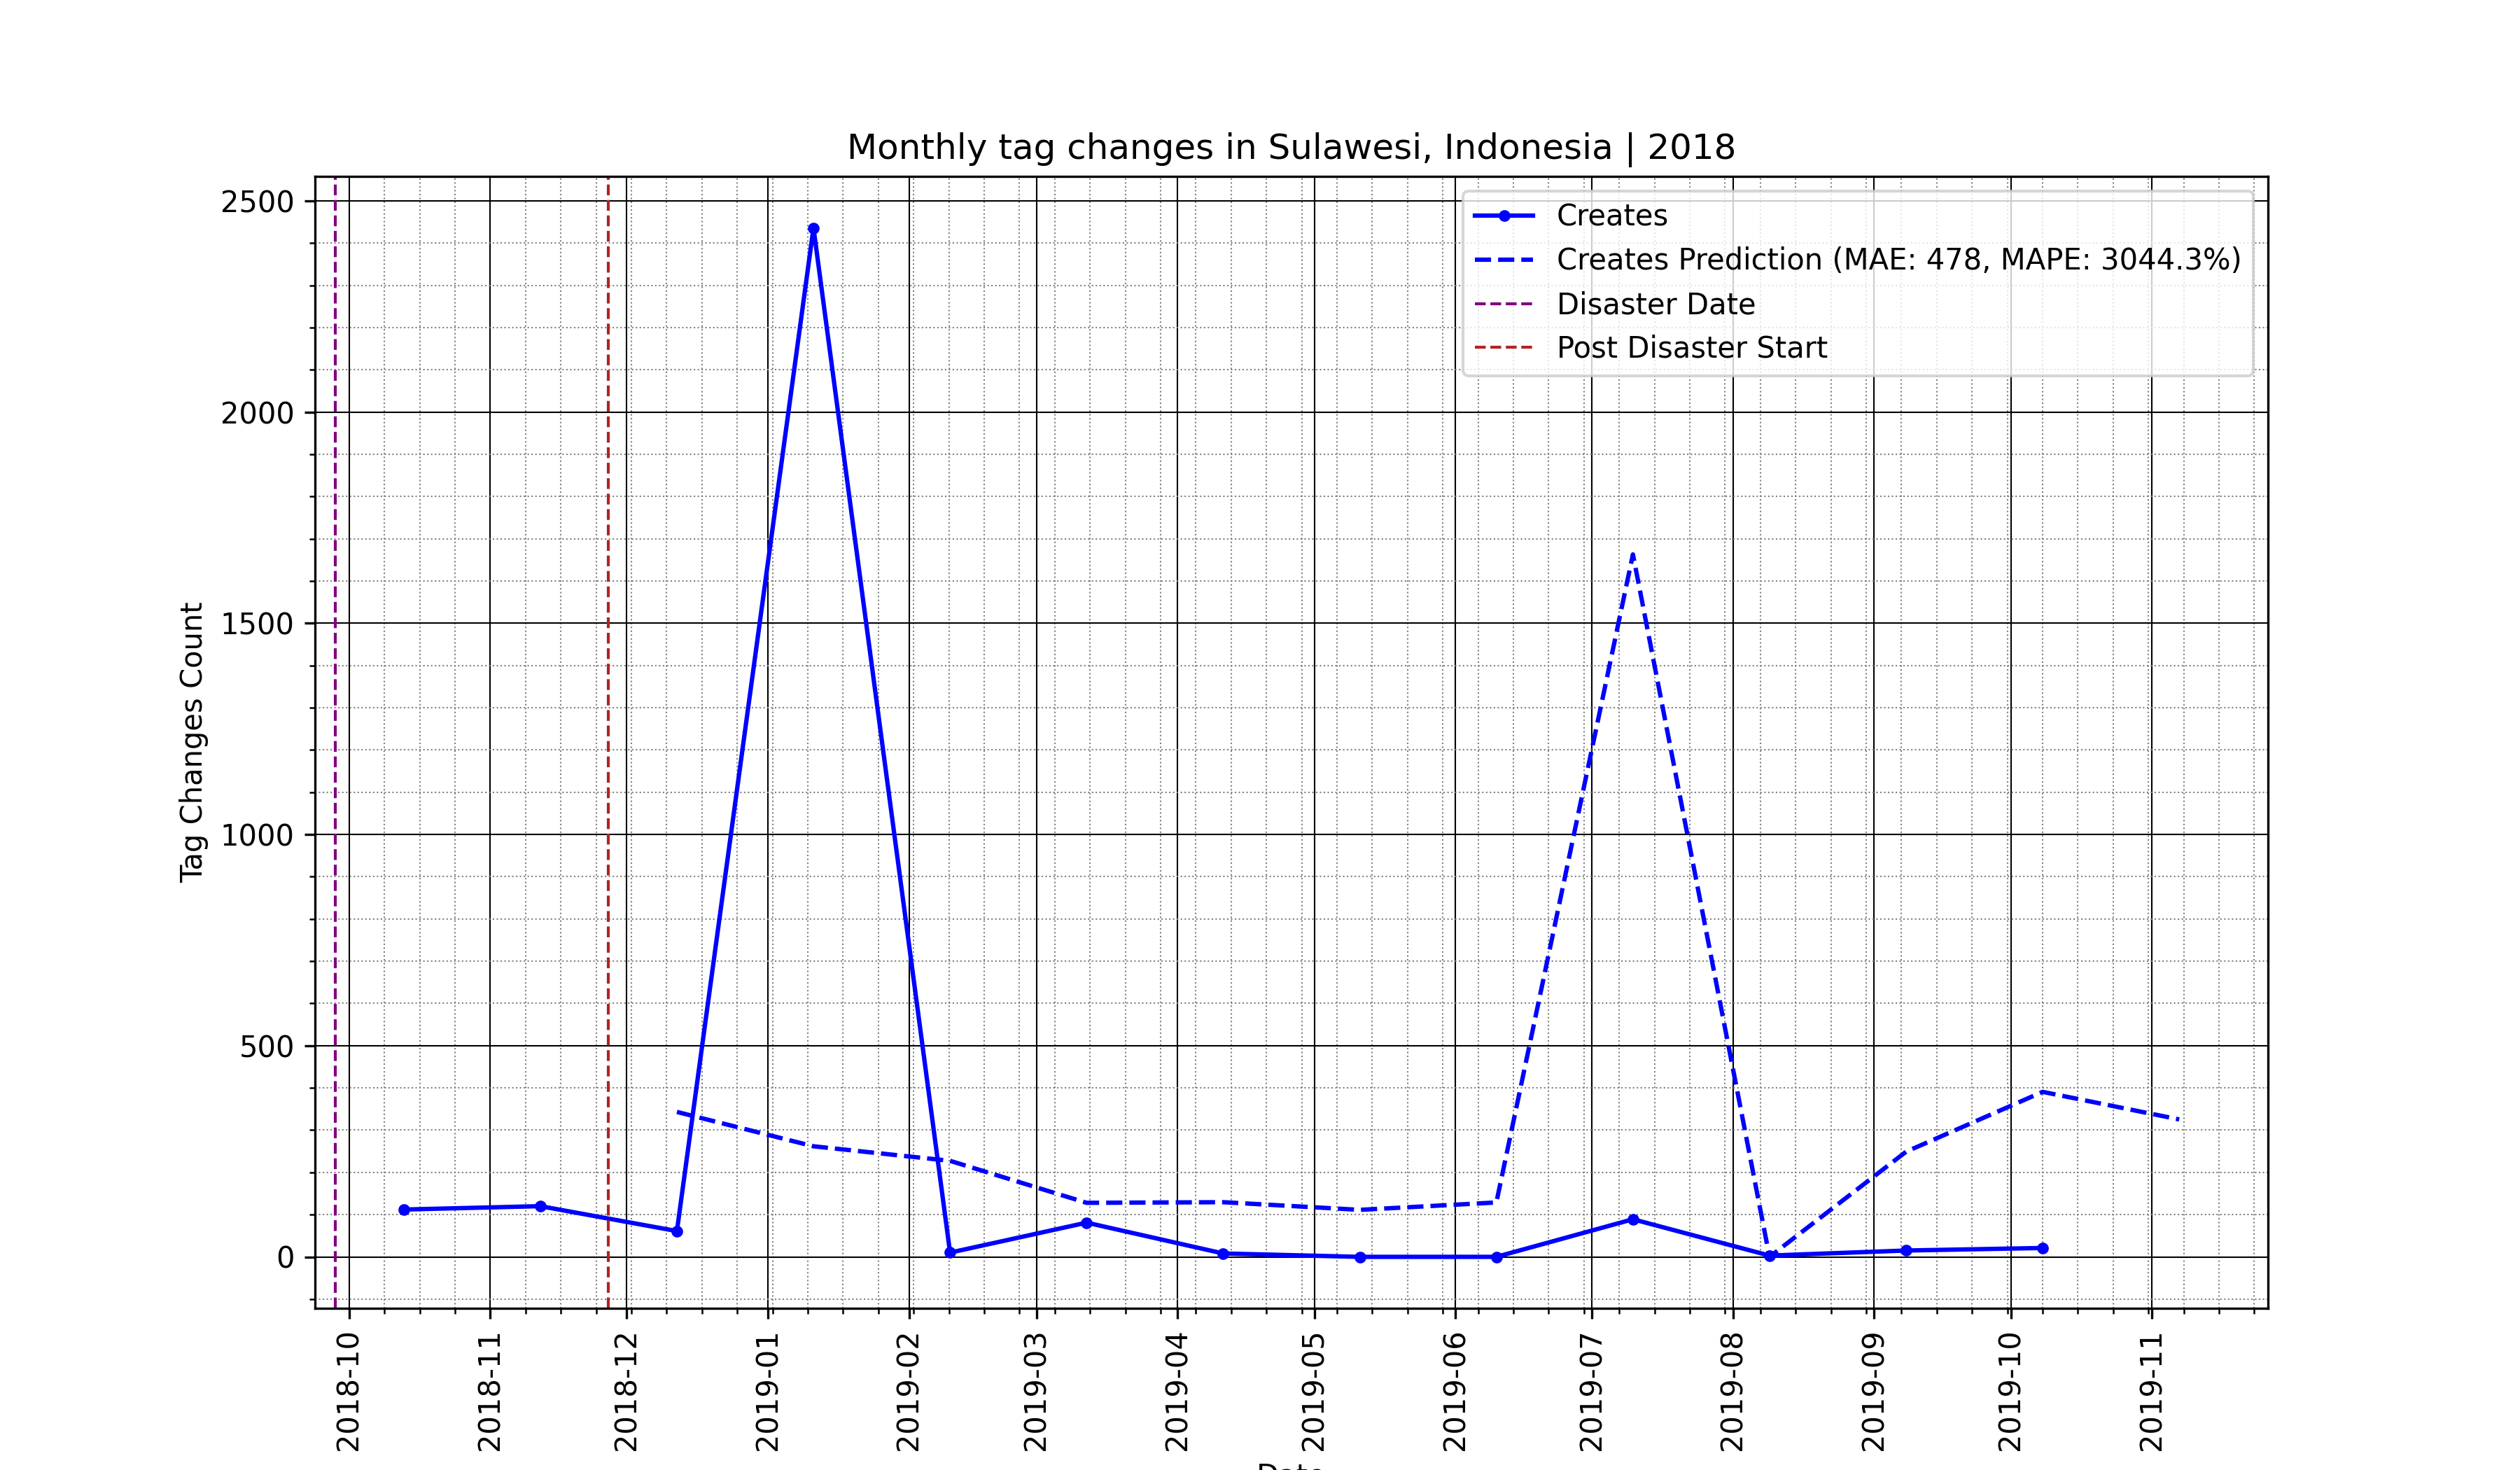 Monthly tag changes in Sulawesi, Indonesia | 2018
Creates
Creates Prediction (MAE: 478, MAPE: 3044.3%)
Disaster Date
Post Disaster Start
Tag Changes Count
2500
2000
1500
1000
500
0
2018-10
2018-11
2018-12
2019-01
2019-02
2019-03
2019-04
2019-05
2019-06
2019-07
2019-08
2019-09
2019-10
2019-11
Date